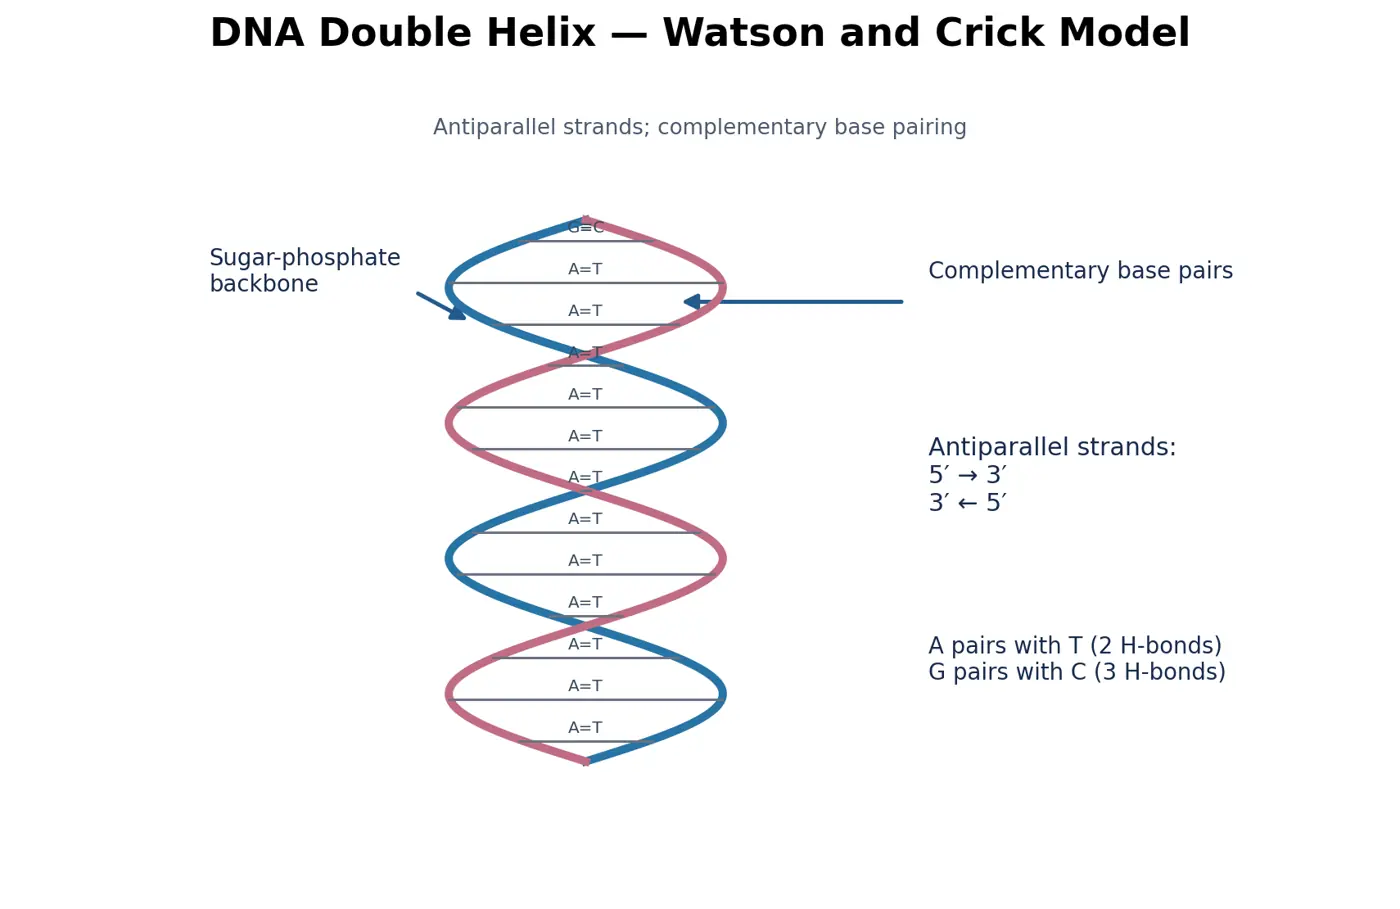 DNA Double Helix — Watson and Crick Model
Antiparallel strands; complementary base pairing
Sugar-phosphate
backbone
G≡C
A=T
A=T
A=T
A=T
A=T
A=T
A=T
A=T
A=T
A=T
A=T
A=T
Complementary base pairs
Antiparallel strands:
5′ → 3′
3′ ← 5′
A pairs with T (2 H-bonds)
G pairs with C (3 H-bonds)